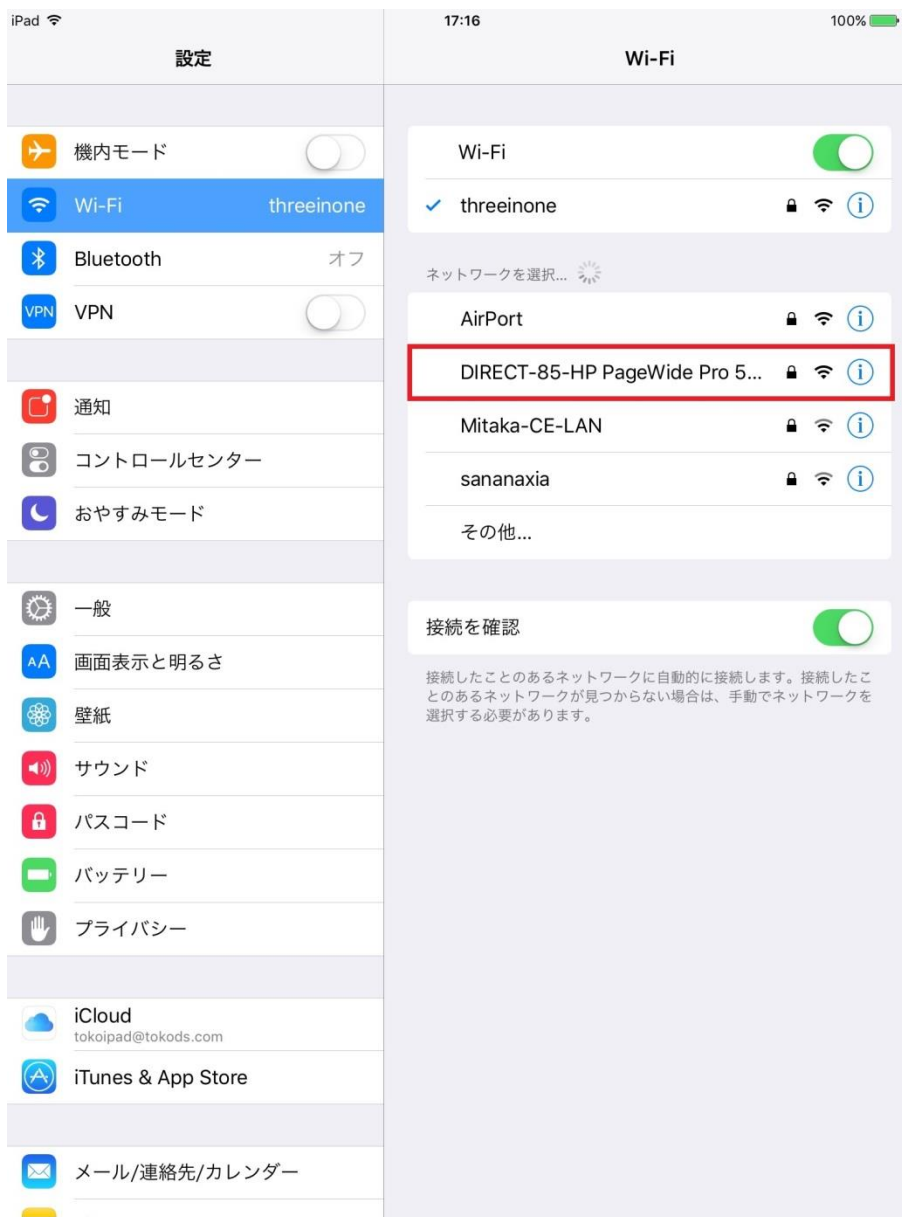 iPad 17:16 100%
設定
機内モード
Wi-Fi threeinone
Bluetooth オフ
VPN VPN
通知
コントロールセンター
おやすみモード
一般
AA 画面表示と明るさ
壁紙
サウンド
パスコード
バッテリー
プライバシー
iCloud
tokoipad@tokods.com
iTunes & App Store
メール/連絡先/カレンダー
Wi-Fi
Wi-Fi
threeinone
ネットワークを選択...
AirPort
DIRECT-85-HP PageWide Pro 5...
Mitaka-CE-LAN
sananaxia
その他...
接続を確認
接続したことのあるネットワークに自動的に接続します。接続したこ
とのあるネットワークが見つからない場合は、手動でネットワークを
選択する必要があります。